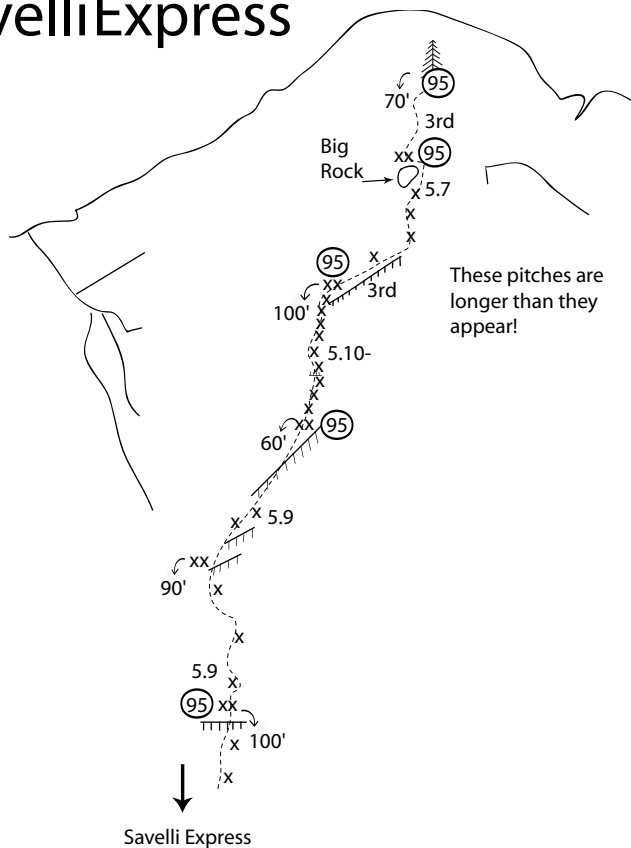 velliExpress
95
70'
3rd
95
Big
Rock
5.7
95
3rd
100'
These pitches are
longer than they
appear!
5.10-
95
60'
5.9
90'
5.9
95
100'
Savelli Express